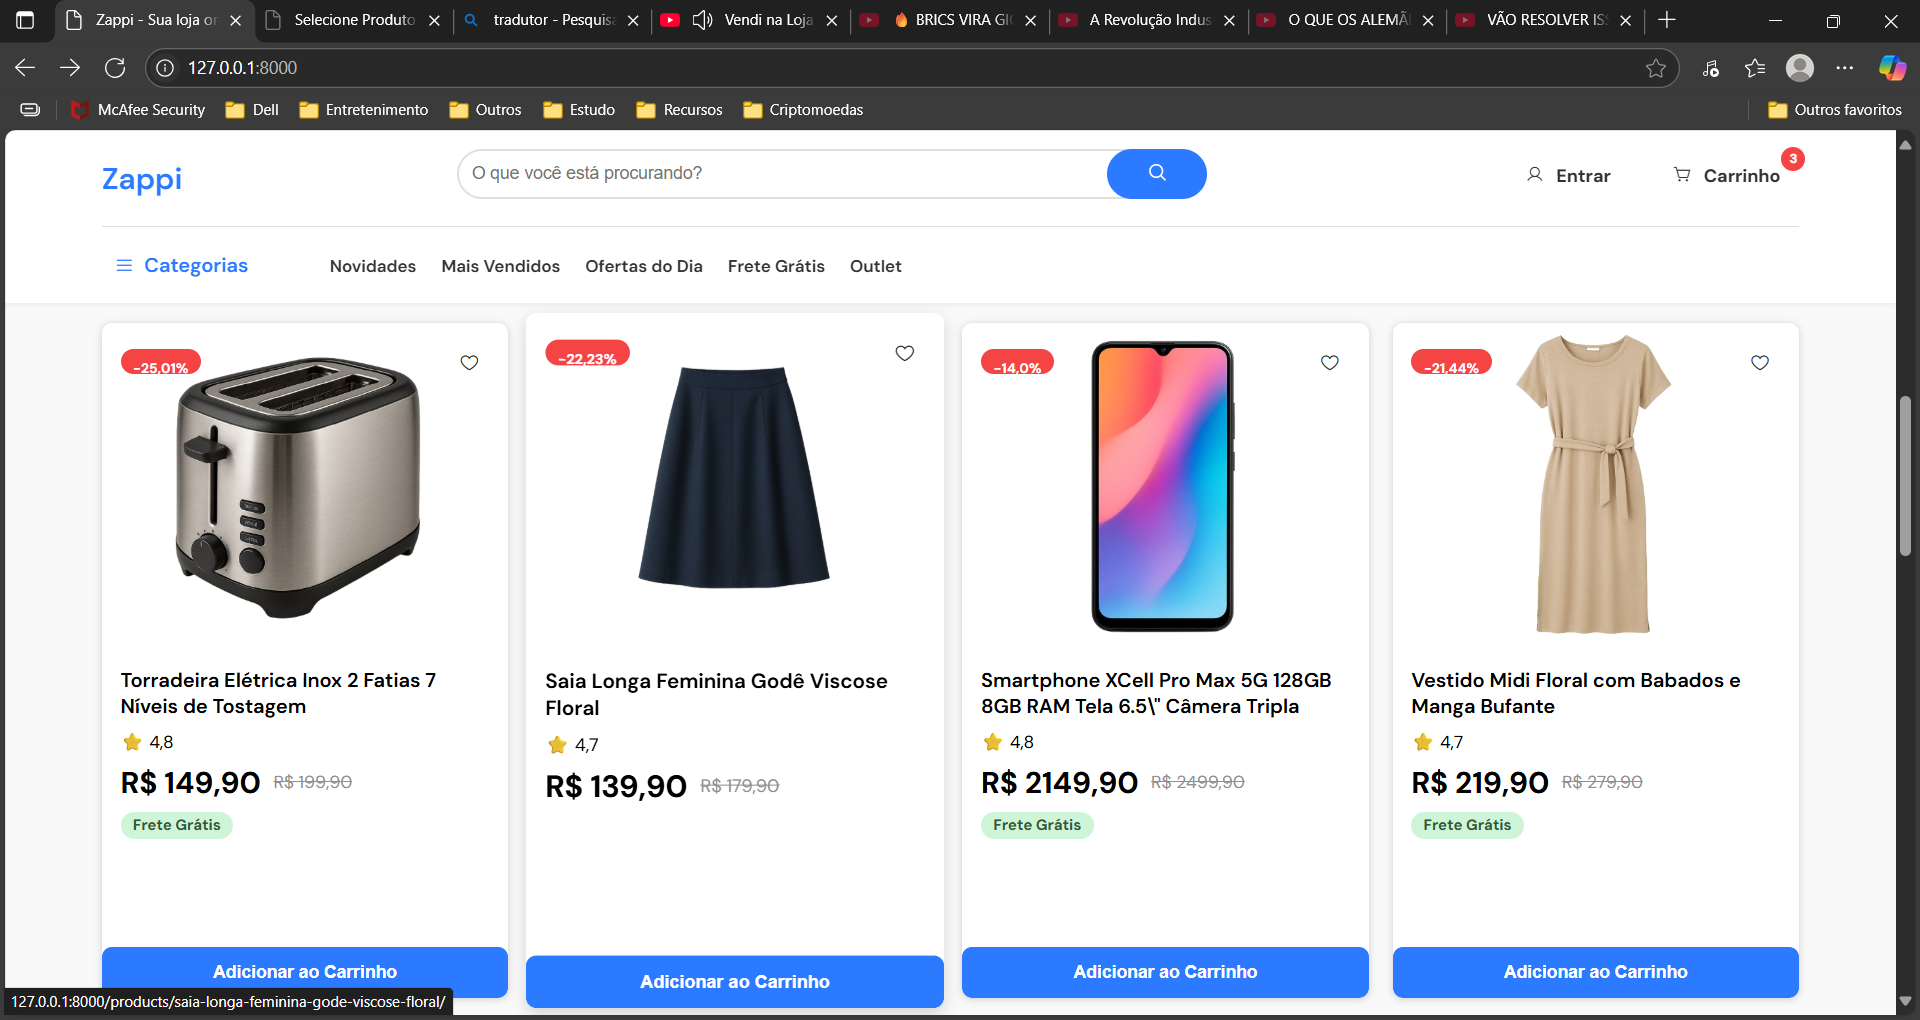 Zappi - Sua loja or
Selecione Produto
tradutor - Pesquisa
Vendi na Loja
BRICS VIRA GI
A Revolução Indus
O QUE OS ALEMÃ
VÃO RESOLVER IS
127.0.0.1:8000
McAfee Security
Dell
Entretenimento
Outros
Estudo
Recursos
Criptomoedas
Outros favoritos
Zappi
O que você está procurando?
Entrar
Carrinho
3
Categorias
Novidades
Mais Vendidos
Ofertas do Dia
Frete Grátis
Outlet
-25,01%
Torradeira Elétrica Inox 2 Fatias 7
Níveis de Tostagem
4,8
R$ 149,90 R$ 199,90
Frete Grátis
Adicionar ao Carrinho
-22,23%
Saia Longa Feminina Godê Viscose
Floral
4,7
R$ 139,90 R$ 179,90
Adicionar ao Carrinho
-14,0%
Smartphone XCell Pro Max 5G 128GB
8GB RAM Tela 6.5\" Câmera Tripla
4,8
R$ 2149,90 R$ 2499,90
Frete Grátis
Adicionar ao Carrinho
-21,44%
Vestido Midi Floral com Babados e
Manga Bufante
4,7
R$ 219,90 R$ 279,90
Frete Grátis
Adicionar ao Carrinho
127.0.0.1:8000/products/saia-longa-feminina-gode-viscose-floral/